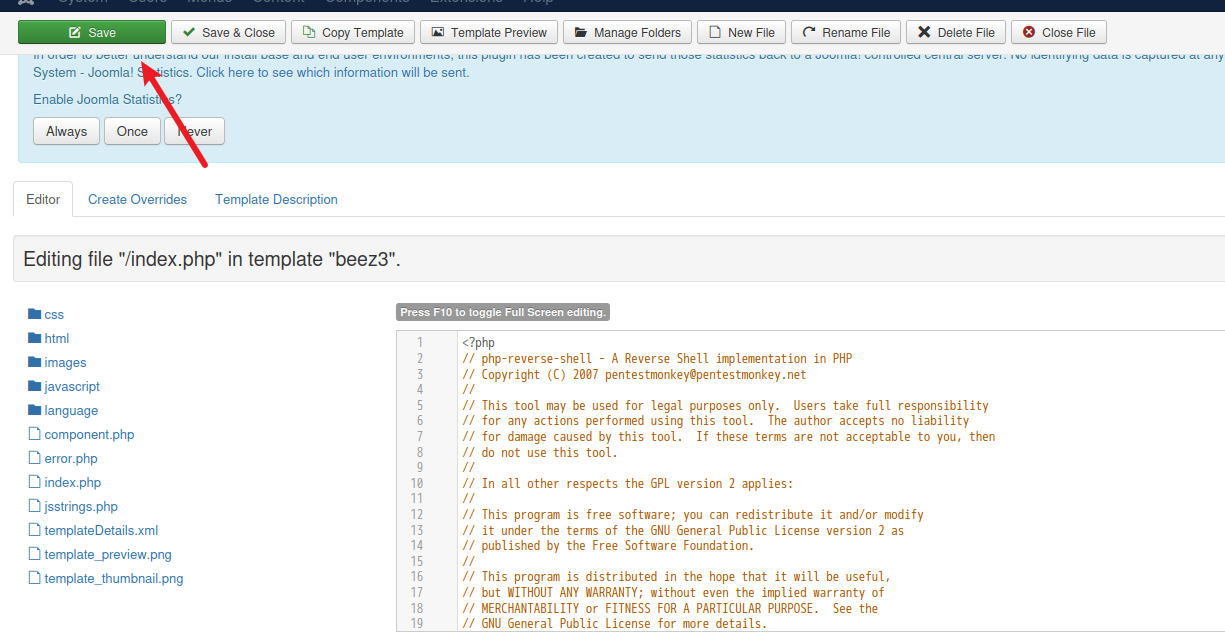 System Users Menus Content Components Extensions Help
Save Save & Close Copy Template Template Preview Manage Folders New File Rename File Delete File Close File
In order to better understand our install base and end user environments, this plugin has been created to send those statistics back to a Joomla! controlled central server. No identifying data is captured at any
System - Joomla! Statistics. Click here to see which information will be sent.
Enable Joomla Statistics?
Always Once Never
Editor Create Overrides Template Description
Editing file "/index.php" in template "beez3".
css
html
images
javascript
language
component.php
error.php
index.php
jsstrings.php
templateDetails.xml
template_preview.png
template_thumbnail.png
Press F10 to toggle Full Screen editing.
1 <?php
2 // php-reverse-shell - A Reverse Shell implementation in PHP
3 // Copyright (C) 2007 pentestmonkey@pentestmonkey.net
4 //
5 // This tool may be used for legal purposes only.  Users take full responsibility
6 // for any actions performed using this tool.  The author accepts no liability
7 // for damage caused by this tool.  If these terms are not acceptable to you, then
8 // do not use this tool.
9 //
10 // In all other respects the GPL version 2 applies:
11 //
12 // This program is free software; you can redistribute it and/or modify
13 // it under the terms of the GNU General Public License version 2 as
14 // published by the Free Software Foundation.
15 //
16 // This program is distributed in the hope that it will be useful,
17 // but WITHOUT ANY WARRANTY; without even the implied warranty of
18 // MERCHANTABILITY or FITNESS FOR A PARTICULAR PURPOSE.  See the
19 // GNU General Public License for more details.